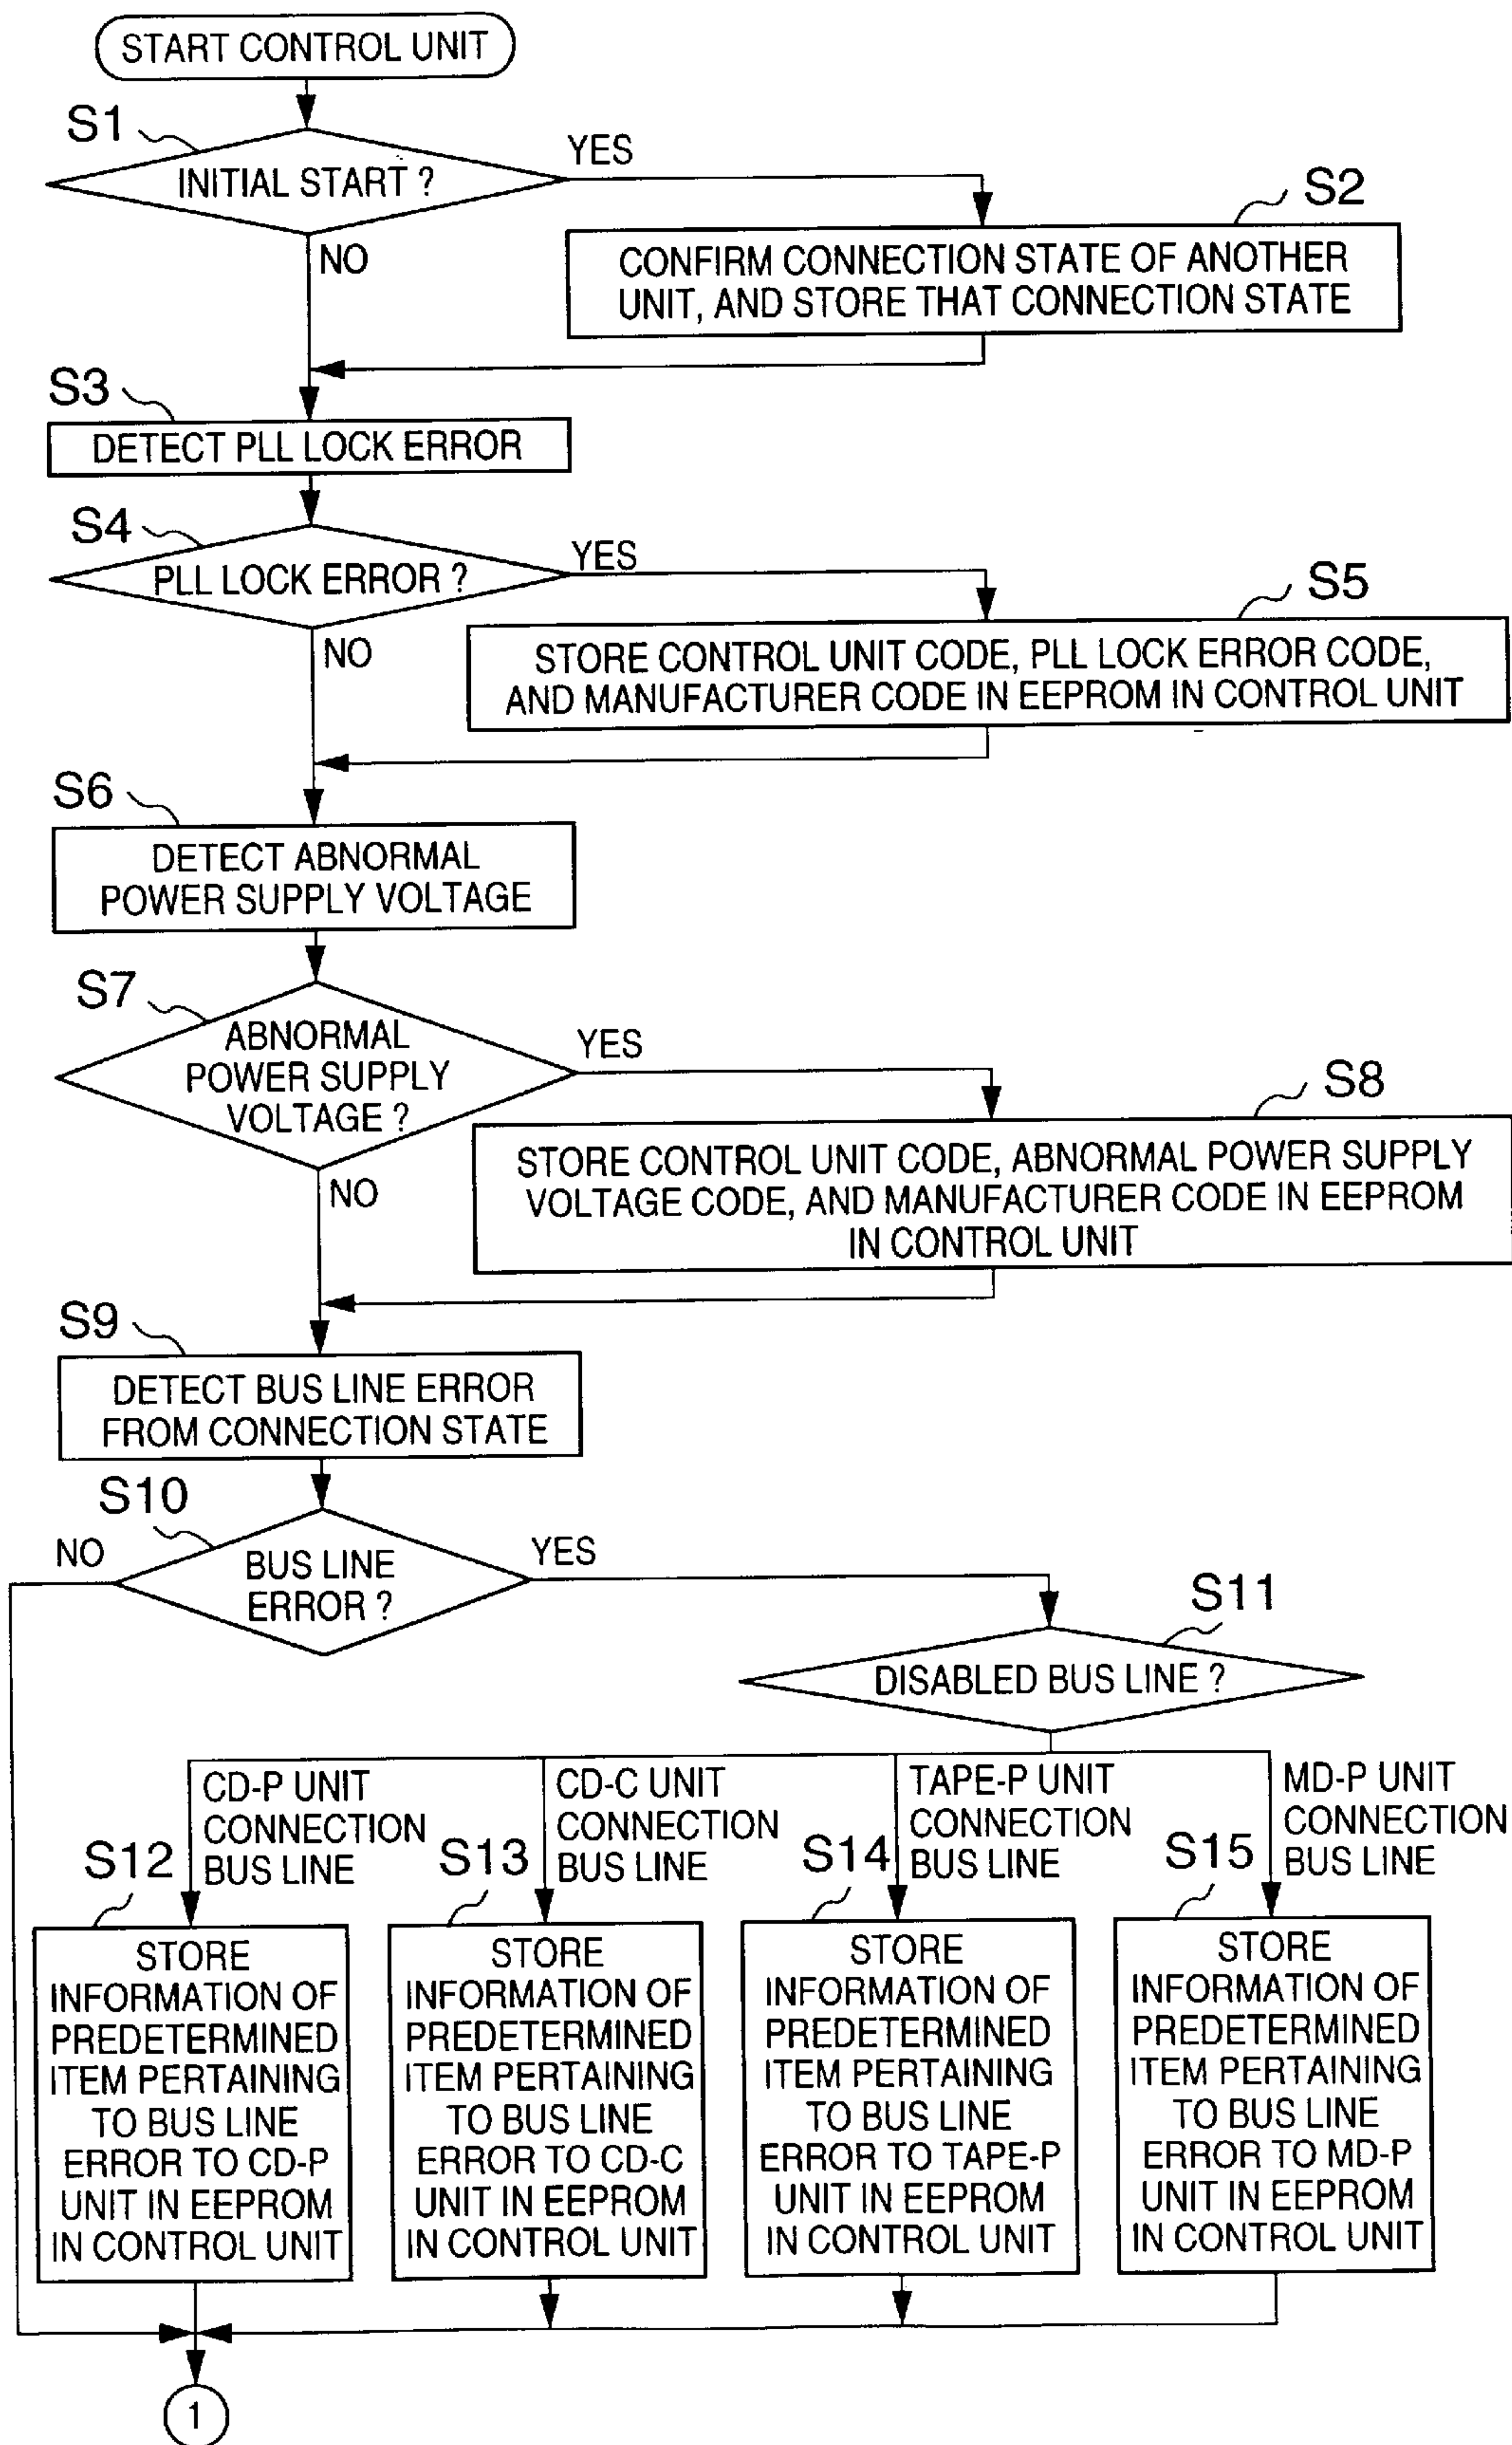 START CONTROL UNIT
S1
INITIAL START ?
YES
NO
S2
CONFIRM CONNECTION STATE OF ANOTHER
UNIT, AND STORE THAT CONNECTION STATE
S3
DETECT PLL LOCK ERROR
S4
PLL LOCK ERROR ?
YES
NO
S5
STORE CONTROL UNIT CODE, PLL LOCK ERROR CODE,
AND MANUFACTURER CODE IN EEPROM IN CONTROL UNIT
S6
DETECT ABNORMAL
POWER SUPPLY VOLTAGE
S7
ABNORMAL
POWER SUPPLY
VOLTAGE ?
YES
NO
S8
STORE CONTROL UNIT CODE, ABNORMAL POWER SUPPLY
VOLTAGE CODE, AND MANUFACTURER CODE IN EEPROM
IN CONTROL UNIT
S9
DETECT BUS LINE ERROR
FROM CONNECTION STATE
S10
NO
BUS LINE
ERROR ?
YES
S11
DISABLED BUS LINE ?
CD-P UNIT
CONNECTION
BUS LINE
S12
STORE
INFORMATION OF
PREDETERMINED
ITEM PERTAINING
TO BUS LINE
ERROR TO CD-P
UNIT IN EEPROM
IN CONTROL UNIT
CD-C UNIT
CONNECTION
BUS LINE
S13
STORE
INFORMATION OF
PREDETERMINED
ITEM PERTAINING
TO BUS LINE
ERROR TO CD-C
UNIT IN EEPROM
IN CONTROL UNIT
TAPE-P UNIT
CONNECTION
BUS LINE
S14
STORE
INFORMATION OF
PREDETERMINED
ITEM PERTAINING
TO BUS LINE
ERROR TO TAPE-P
UNIT IN EEPROM
IN CONTROL UNIT
MD-P UNIT
CONNECTION
BUS LINE
S15
STORE
INFORMATION OF
PREDETERMINED
ITEM PERTAINING
TO BUS LINE
ERROR TO MD-P
UNIT IN EEPROM
IN CONTROL UNIT
1